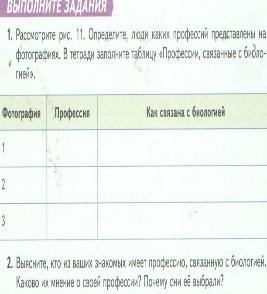 ВЫПОЛНИТЕ ЗАДАНИЯ
1. Рассмотрите рис. 11. Определите, люди каких профессий представлены на
фотографиях. В тетради заполните таблицу «Профессии, связанные с биоло-
гией».
Фотография Профессия Как связана с биологией
1
2
3
2. Выясните, кто из ваших знакомых имеет профессию, связанную с биологией.
Каково их мнение о своей профессии? Почему они её выбрали?